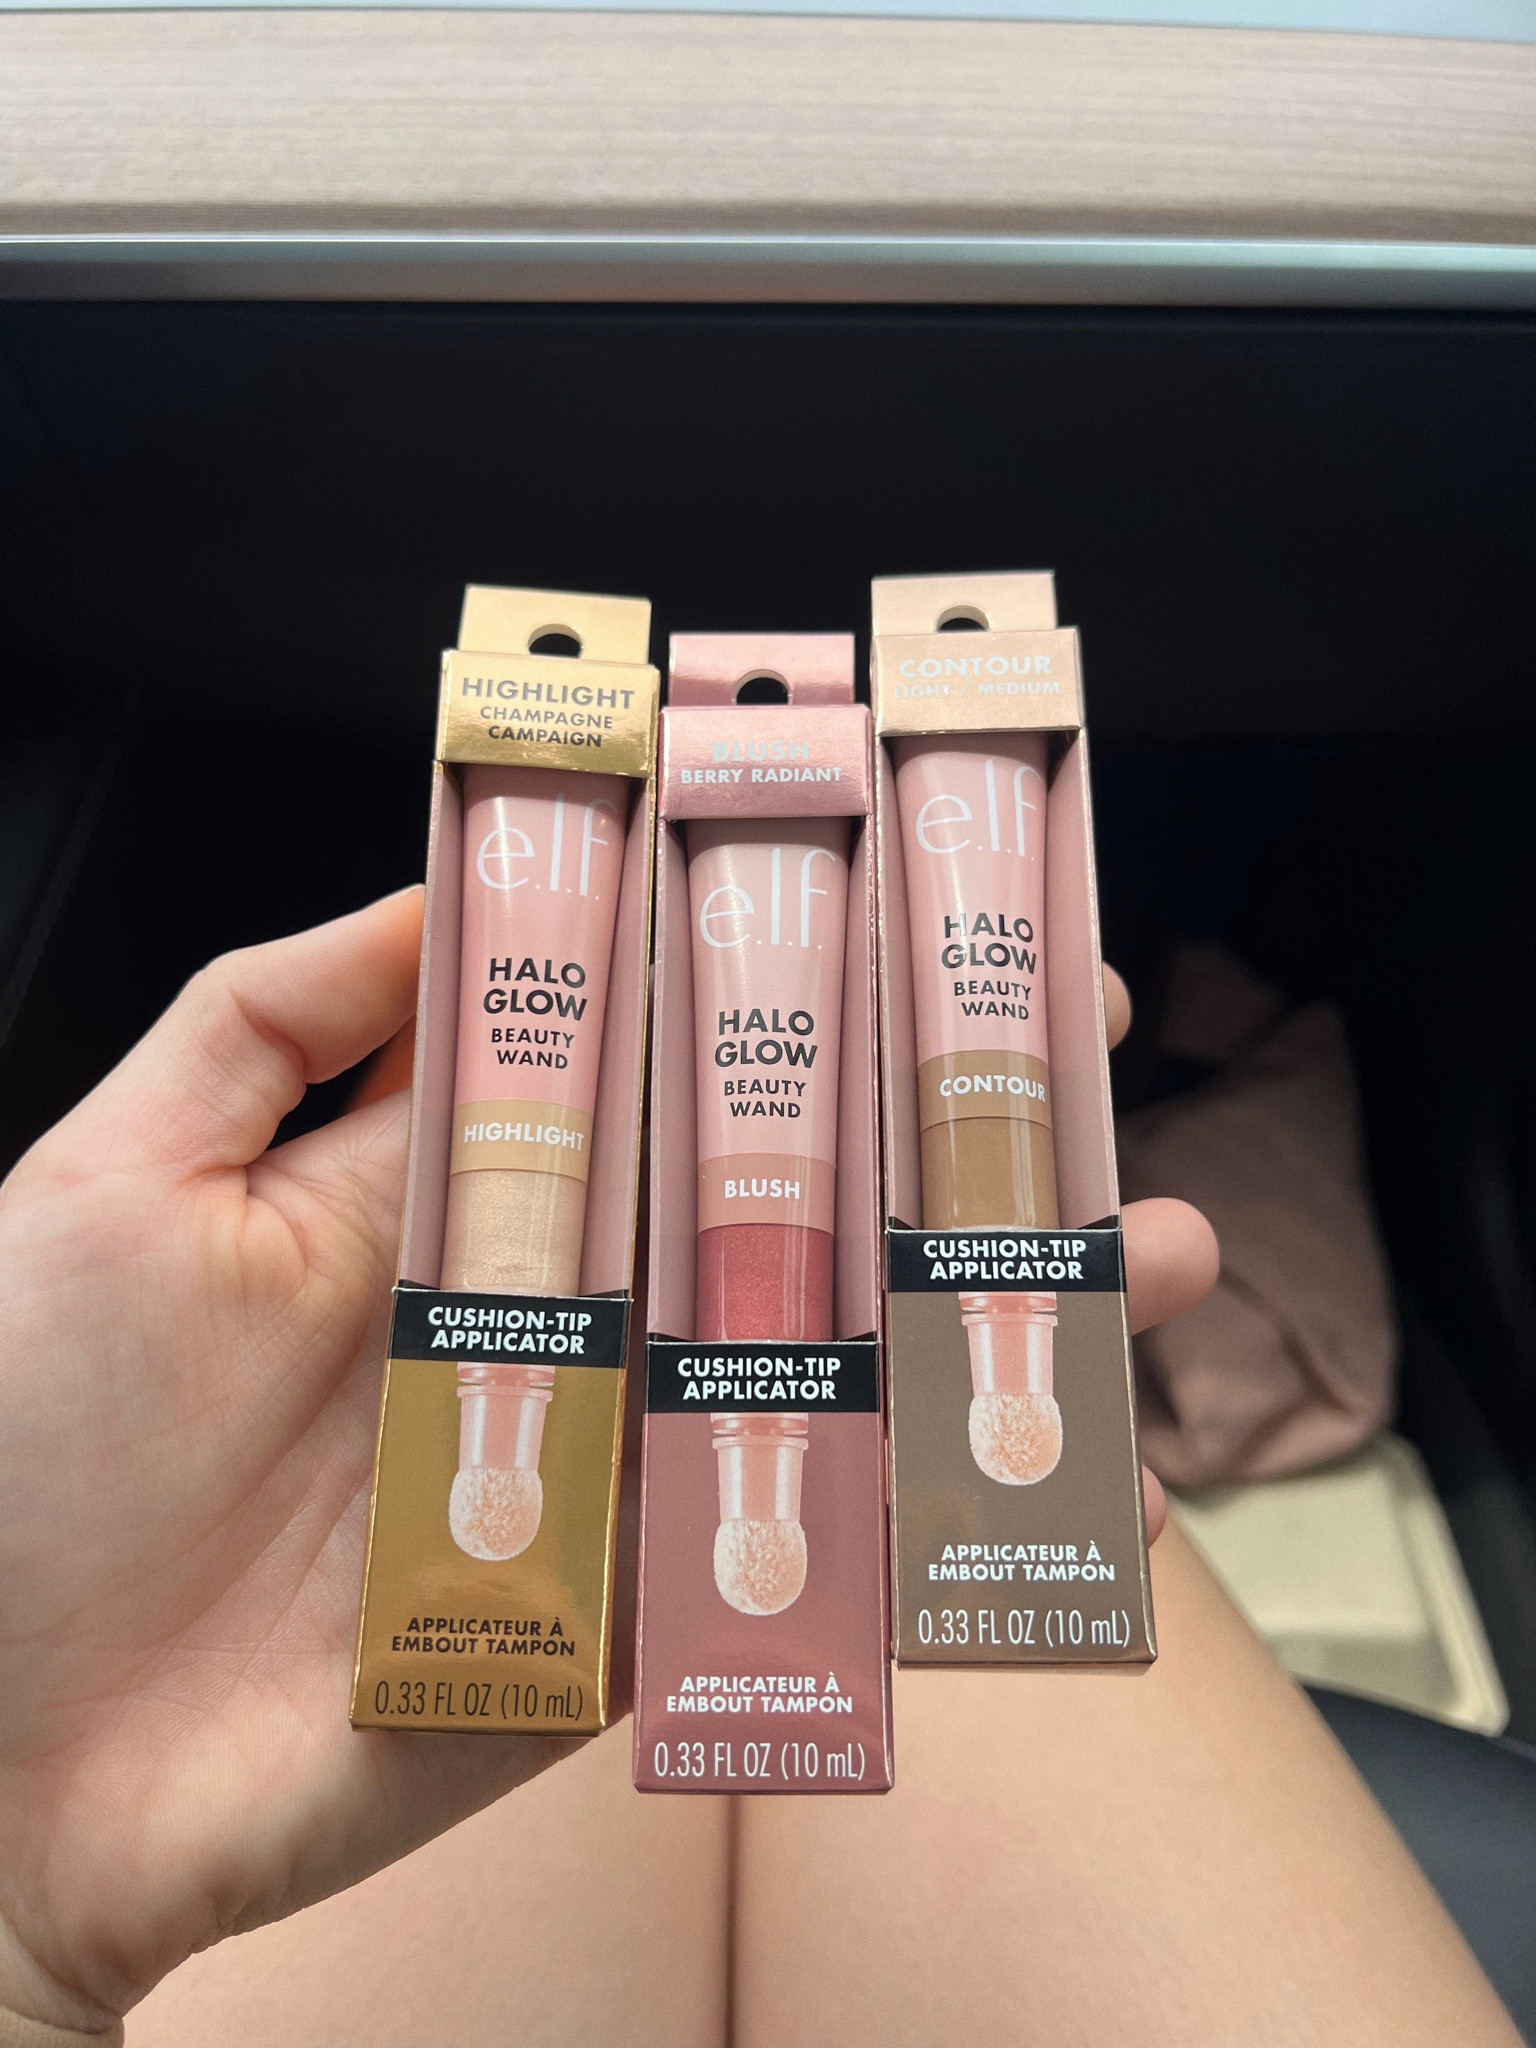 HIGHLIGHT
CHAMPAGNE
CAMPAIGN
e.l.f.
HALO
GLOW
BEAUTY
WAND
HIGHLIGHT
CUSHION-TIP
APPLICATOR
APPLICATEUR À
EMBOUT TAMPON
0.33 FL OZ (10 mL)
BLUSH
BERRY RADIANT
e.l.f.
HALO
GLOW
BEAUTY
WAND
BLUSH
CUSHION-TIP
APPLICATOR
APPLICATEUR À
EMBOUT TAMPON
0.33 FL OZ (10 mL)
CONTOUR
LIGHT / MEDIUM
e.l.f.
HALO
GLOW
BEAUTY
WAND
CONTOUR
CUSHION-TIP
APPLICATOR
APPLICATEUR À
EMBOUT TAMPON
0.33 FL OZ (10 mL)